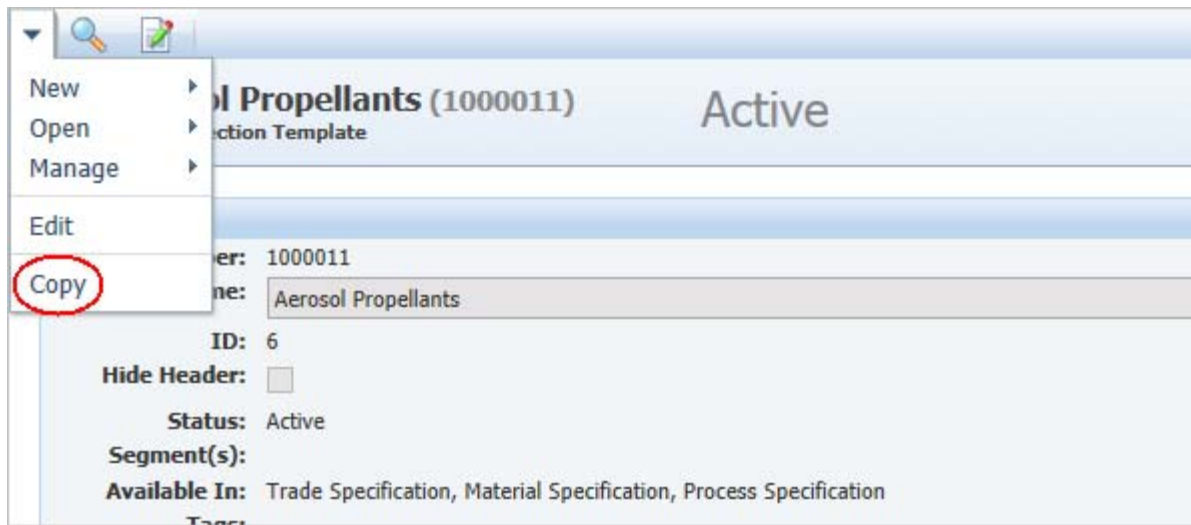 New
Open
Manage
Edit
Copy
ol Propellants (1000011)
Active
ection Template
er: 1000011
ne: Aerosol Propellants
ID: 6
Hide Header:
Status: Active
Segment(s):
Available In: Trade Specification, Material Specification, Process Specification
Tags: